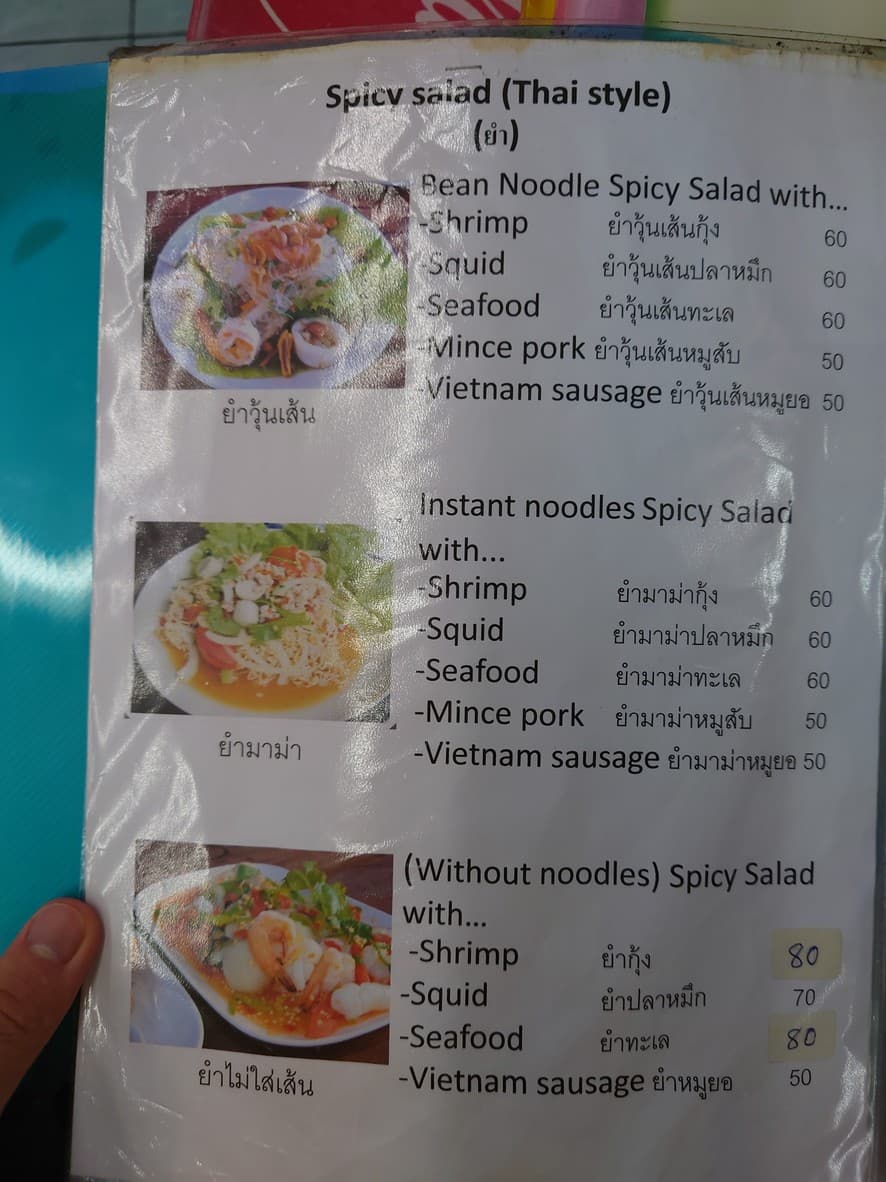 Spicy salad (Thai style)
(ยำ)
Bean Noodle Spicy Salad with...
-Shrimp ยำวุ้นเส้นกุ้ง 60
-Squid ยำวุ้นเส้นปลาหมึก 60
-Seafood ยำวุ้นเส้นทะเล 60
-Mince pork ยำวุ้นเส้นหมูสับ 50
-Vietnam sausage ยำวุ้นเส้นหมูยอ 50
ยำวุ้นเส้น
Instant noodles Spicy Salad
with...
-Shrimp ยำมาม่ากุ้ง 60
-Squid ยำมาม่าปลาหมึก 60
-Seafood ยำมาม่าทะเล 60
-Mince pork ยำมาม่าหมูสับ 50
-Vietnam sausage ยำมาม่าหมูยอ 50
ยำมาม่า
(Without noodles) Spicy Salad
with...
-Shrimp ยำกุ้ง 80
-Squid ยำปลาหมึก 70
-Seafood ยำทะเล 80
-Vietnam sausage ยำหมูยอ 50
ยำไม่ใส่เส้น